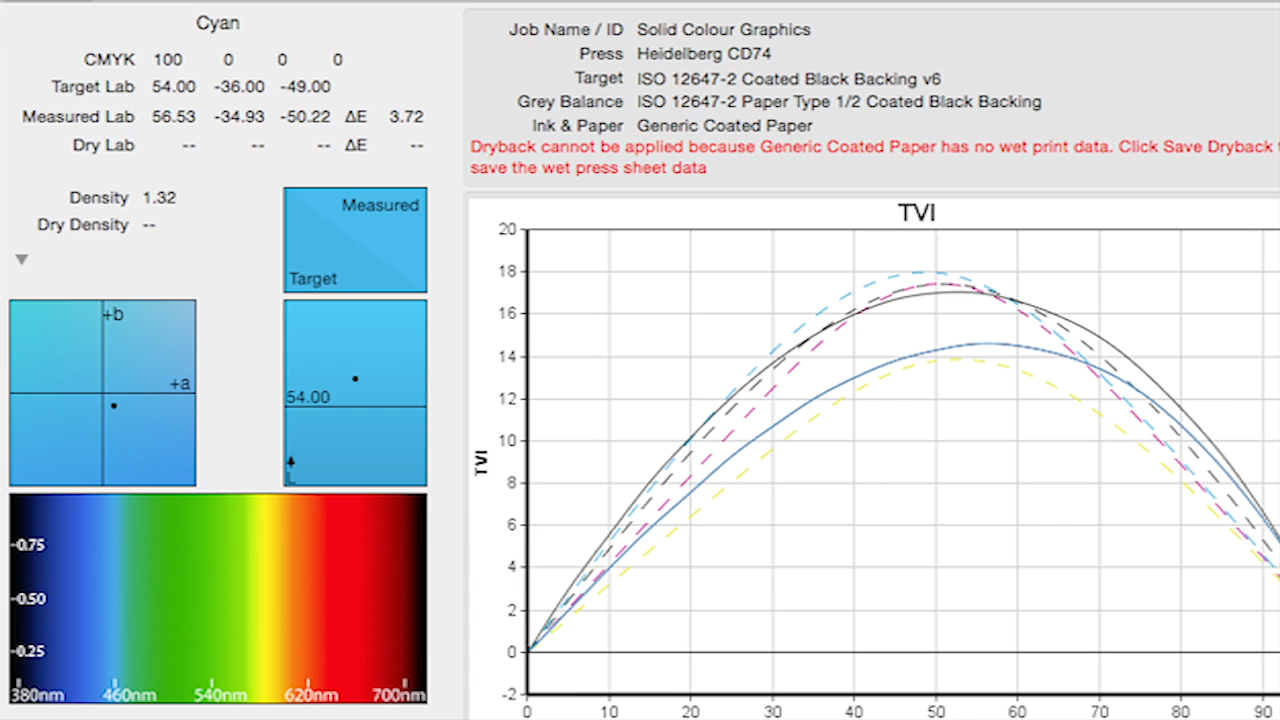 Cyan
CMYK 100 0 0 0
Target Lab 54.00 -36.00 -49.00
Measured Lab 56.53 -34.93 -50.22 ΔE 3.72
Dry Lab -- -- -- ΔE --
Density 1.32
Dry Density --
Measured
Target
+b
+a
54.00
L
-0.75
-0.50
-0.25
380nm 460nm 540nm 620nm 700nm
Job Name / ID Solid Colour Graphics
Press Heidelberg CD74
Target ISO 12647-2 Coated Black Backing v6
Grey Balance ISO 12647-2 Paper Type 1/2 Coated Black Backing
Ink & Paper Generic Coated Paper
Dryback cannot be applied because Generic Coated Paper has no wet print data. Click Save Dryback
save the wet press sheet data
TVI
TVI
20
18
16
14
12
10
8
6
4
2
0
-2
0 10 20 30 40 50 60 70 80 90